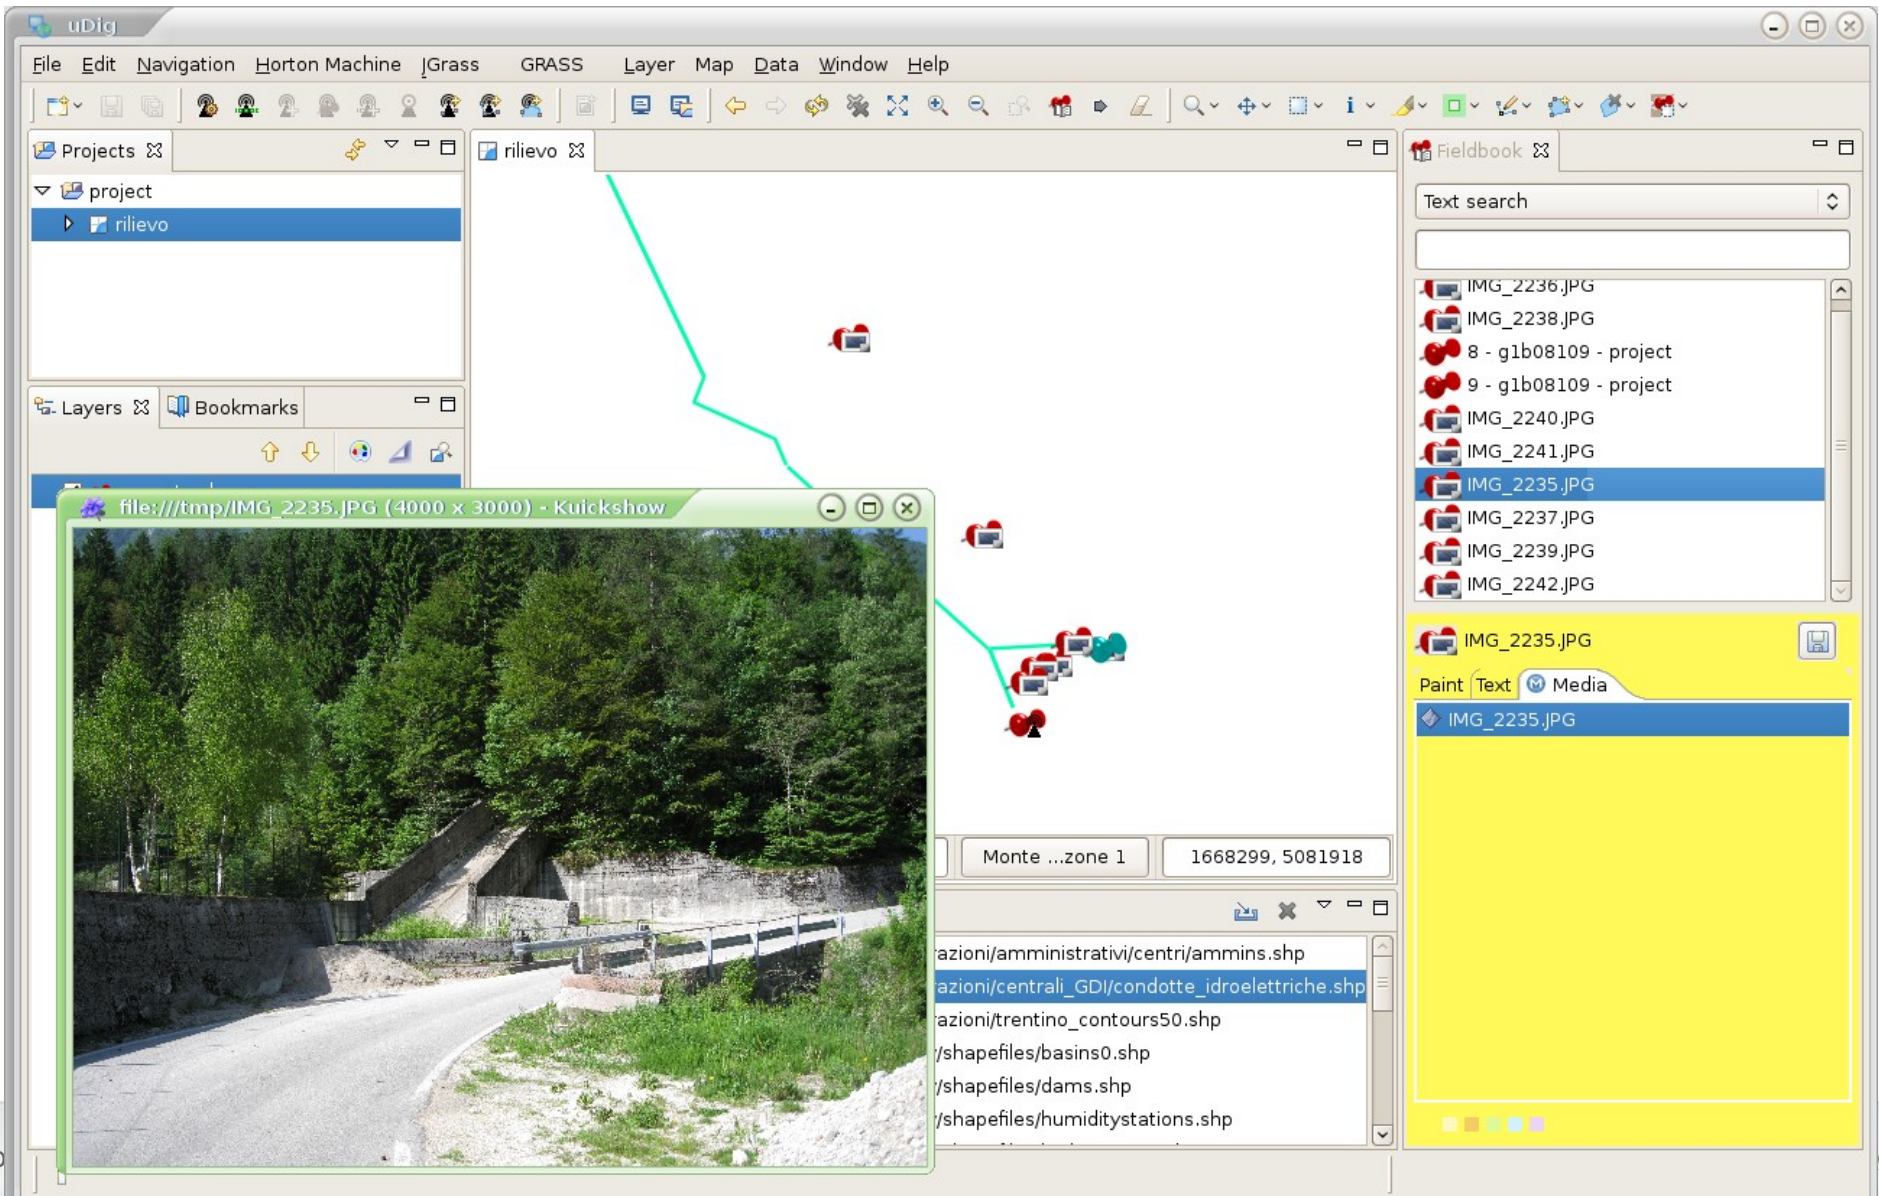 uDig
File Edit Navigation Horton Machine JGrass GRASS Layer Map Data Window Help
Projects
project
rilievo
Layers Bookmarks
rilievo
file:///tmp/IMG_2235.JPG (4000 x 3000) - Kuickshow
Monte ...zone 1 1668299, 5081918
razioni/amministrativi/centri/ammins.shp
razioni/centrali_GDI/condotte_idroelettriche.shp
razioni/trentino_contours50.shp
/shapefiles/basins0.shp
/shapefiles/dams.shp
/shapefiles/humiditystations.shp
Fieldbook
Text search
IMG_2236.JPG
IMG_2238.JPG
8 - g1b08109 - project
9 - g1b08109 - project
IMG_2240.JPG
IMG_2241.JPG
IMG_2235.JPG
IMG_2237.JPG
IMG_2239.JPG
IMG_2242.JPG
IMG_2235.JPG
Paint Text Media
IMG_2235.JPG